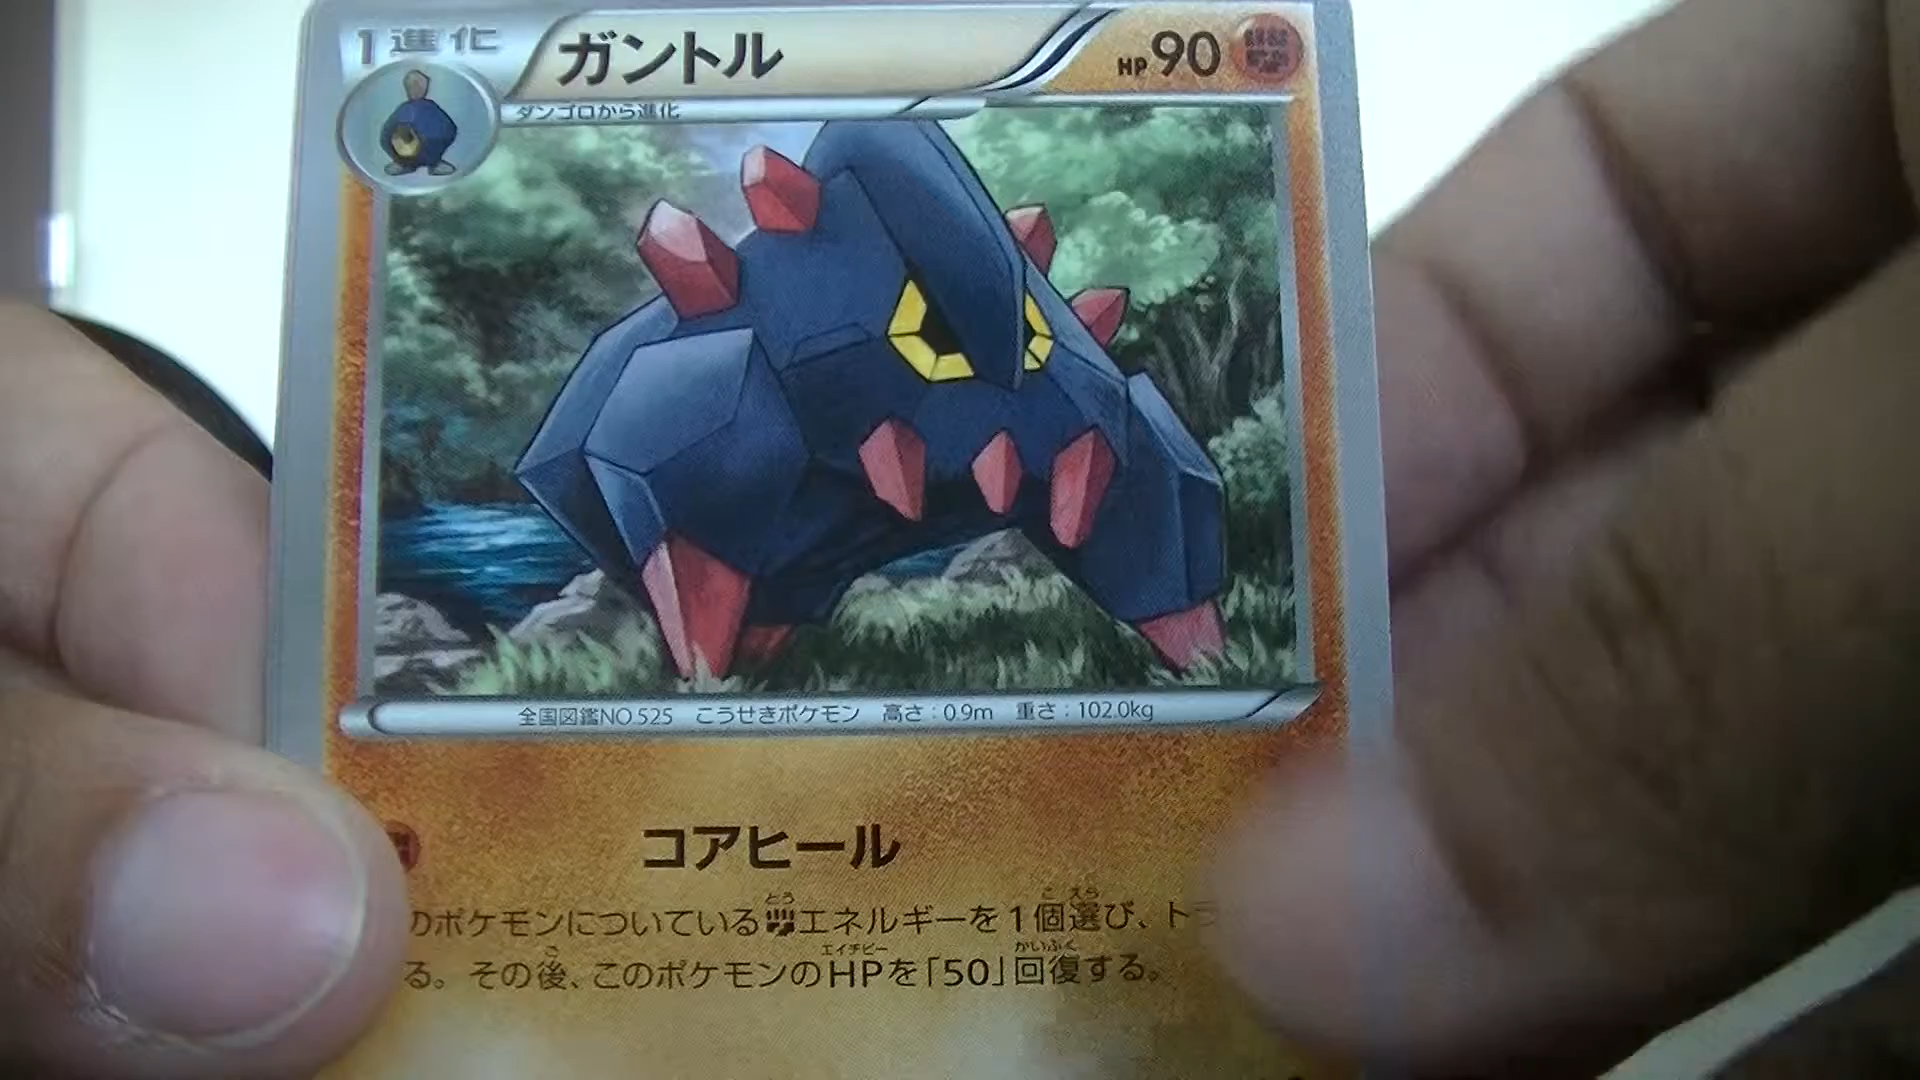 1進化 ガントル HP90
ダンゴロから進化
全国図鑑NO.525 こうせきポケモン 高さ:0.9m 重さ:102.0kg
コアヒール
のポケモンについている エネルギーを1個選び、トラ
る。その後、このポケモンのHPを「50」回復する。